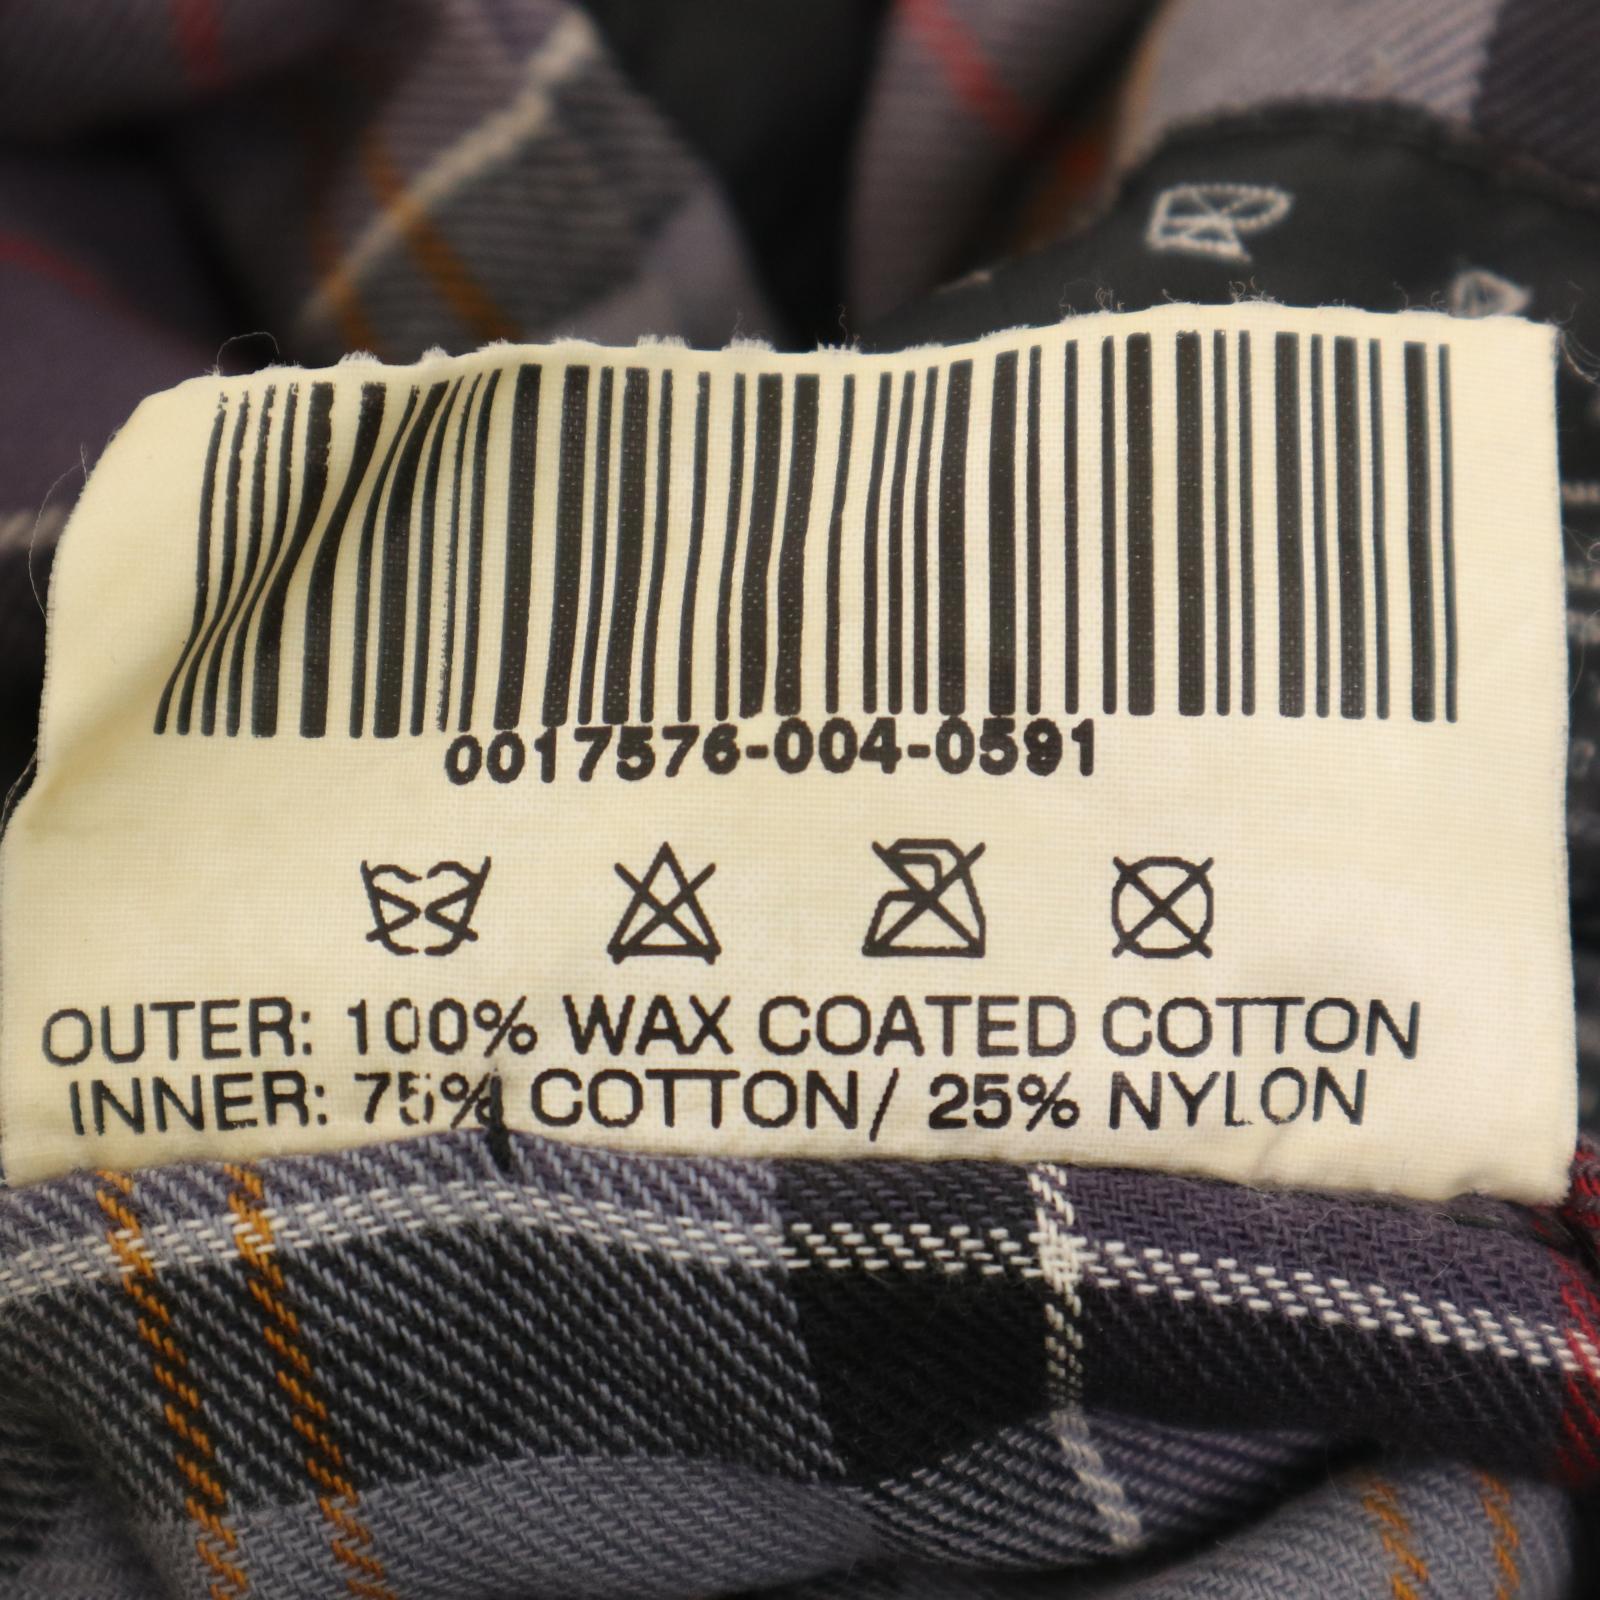 0017576-004-0591
OUTER: 100% WAX COATED COTTON
INNER: 75% COTTON/ 25% NYLON